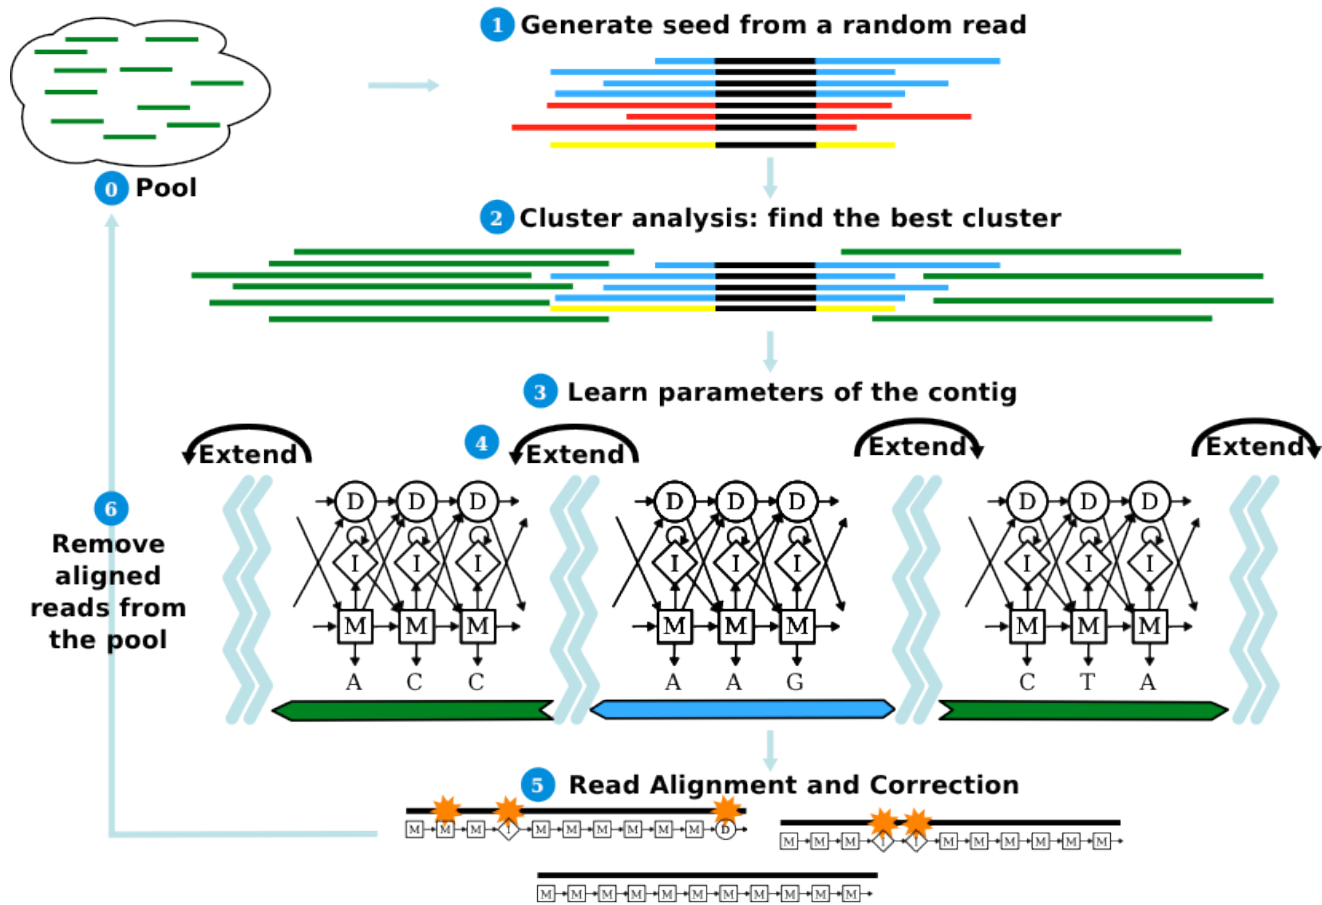 1 Generate seed from a random read
0 Pool
2 Cluster analysis: find the best cluster
3 Learn parameters of the contig
4
Extend Extend Extend Extend
D D D D D D D D D
I I I I I I I I I
M M M M M M M M M
A C C A A G C T A
6
Remove
aligned
reads from
the pool
5 Read Alignment and Correction
M M M I M M M M M M D
M M M I I M M M M M M
M M M M M M M M M M M